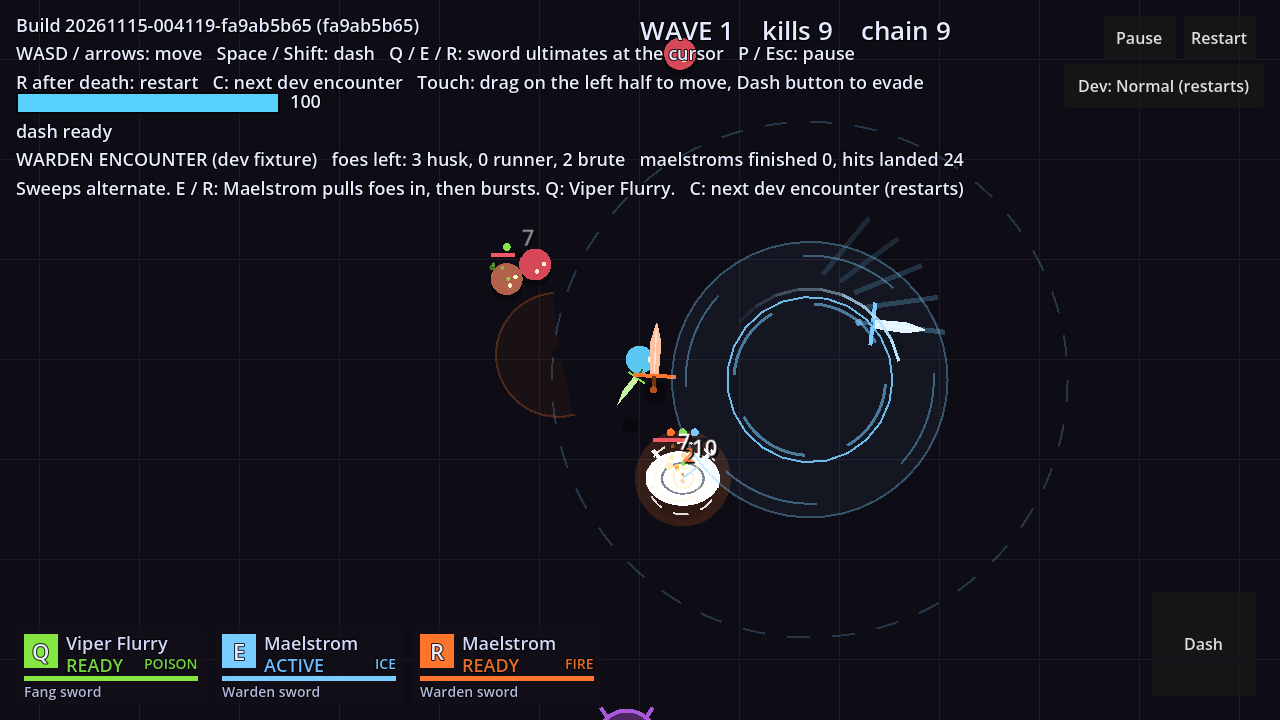 Build 20261115-004119-fa9ab5b65 (fa9ab5b65)
WAVE 1 kills 9 chain 9
Pause
Restart
WASD / arrows: move Space / Shift: dash Q / E / R: sword ultimates at the cursor P / Esc: pause
R after death: restart C: next dev encounter Touch: drag on the left half to move, Dash button to evade
Dev: Normal (restarts)
100
dash ready
WARDEN ENCOUNTER (dev fixture) foes left: 3 husk, 0 runner, 2 brute maelstroms finished 0, hits landed 24
Sweeps alternate. E / R: Maelstrom pulls foes in, then bursts. Q: Viper Flurry. C: next dev encounter (restarts)
7
7
10
2
Q
Viper Flurry
READY
POISON
Fang sword
E
Maelstrom
ACTIVE
ICE
Warden sword
R
Maelstrom
READY
FIRE
Warden sword
Dash